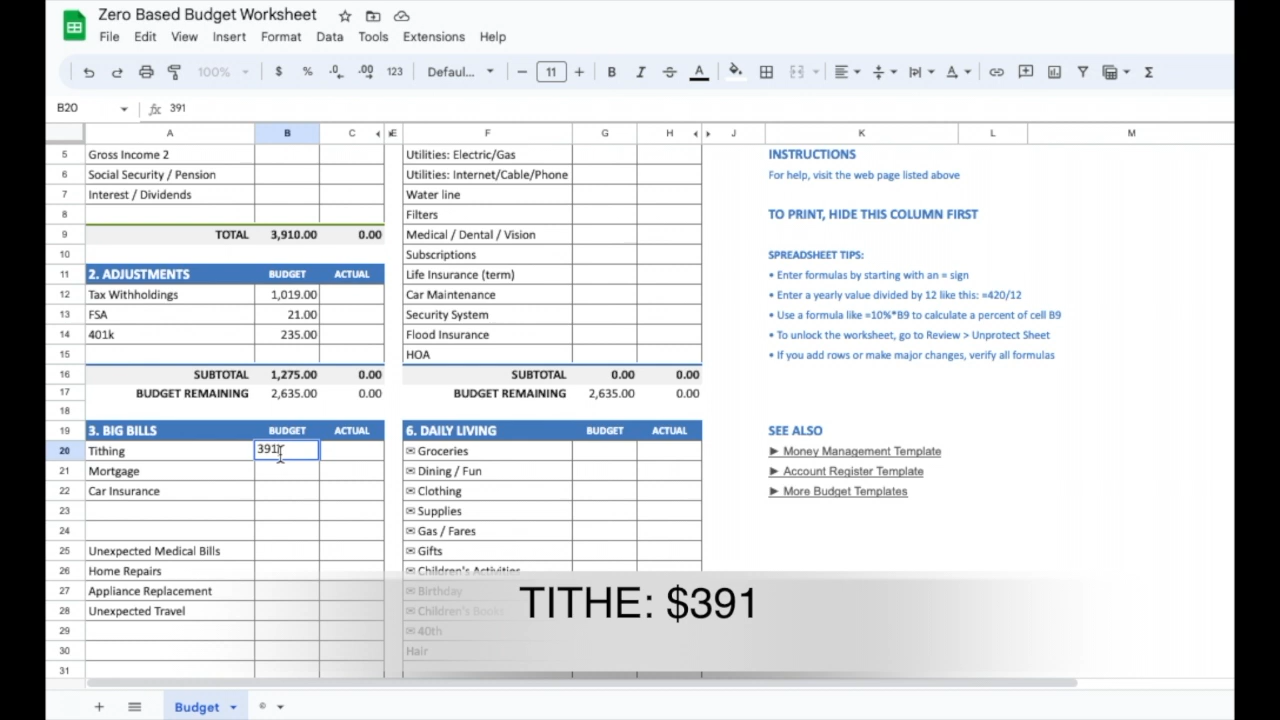 Zero Based Budget Worksheet
File Edit View Insert Format Data Tools Extensions Help
100% $ % .0 .00 123 Defaul... − 11 + B I A Σ
B20 fx 391
A B C E F G H J K L M
5 Gross Income 2 Utilities: Electric/Gas INSTRUCTIONS
6 Social Security / Pension Utilities: Internet/Cable/Phone For help, visit the web page listed above
7 Interest / Dividends Water line
8 Filters TO PRINT, HIDE THIS COLUMN FIRST
9 TOTAL 3,910.00 0.00 Medical / Dental / Vision
10 Subscriptions SPREADSHEET TIPS:
11 2. ADJUSTMENTS BUDGET ACTUAL Life Insurance (term) • Enter formulas by starting with an = sign
12 Tax Withholdings 1,019.00 Car Maintenance • Enter a yearly value divided by 12 like this: =420/12
13 FSA 21.00 Security System • Use a formula like =10%*B9 to calculate a percent of cell B9
14 401k 235.00 Flood Insurance • To unlock the worksheet, go to Review > Unprotect Sheet
15 HOA • If you add rows or make major changes, verify all formulas
16 SUBTOTAL 1,275.00 0.00 SUBTOTAL 0.00 0.00
17 BUDGET REMAINING 2,635.00 0.00 BUDGET REMAINING 2,635.00 0.00
18
19 3. BIG BILLS BUDGET ACTUAL 6. DAILY LIVING BUDGET ACTUAL SEE ALSO
20 Tithing 391 ✉ Groceries ► Money Management Template
21 Mortgage ✉ Dining / Fun ► Account Register Template
22 Car Insurance ✉ Clothing ► More Budget Templates
23 ✉ Supplies
24 ✉ Gas / Fares
25 Unexpected Medical Bills ✉ Gifts
26 Home Repairs ✉ Children's Activities
27 Appliance Replacement ✉ Birthday
28 Unexpected Travel ✉ Children's Books
29 ✉ 40th
30 Hair
31
TITHE: $391
+ Budget